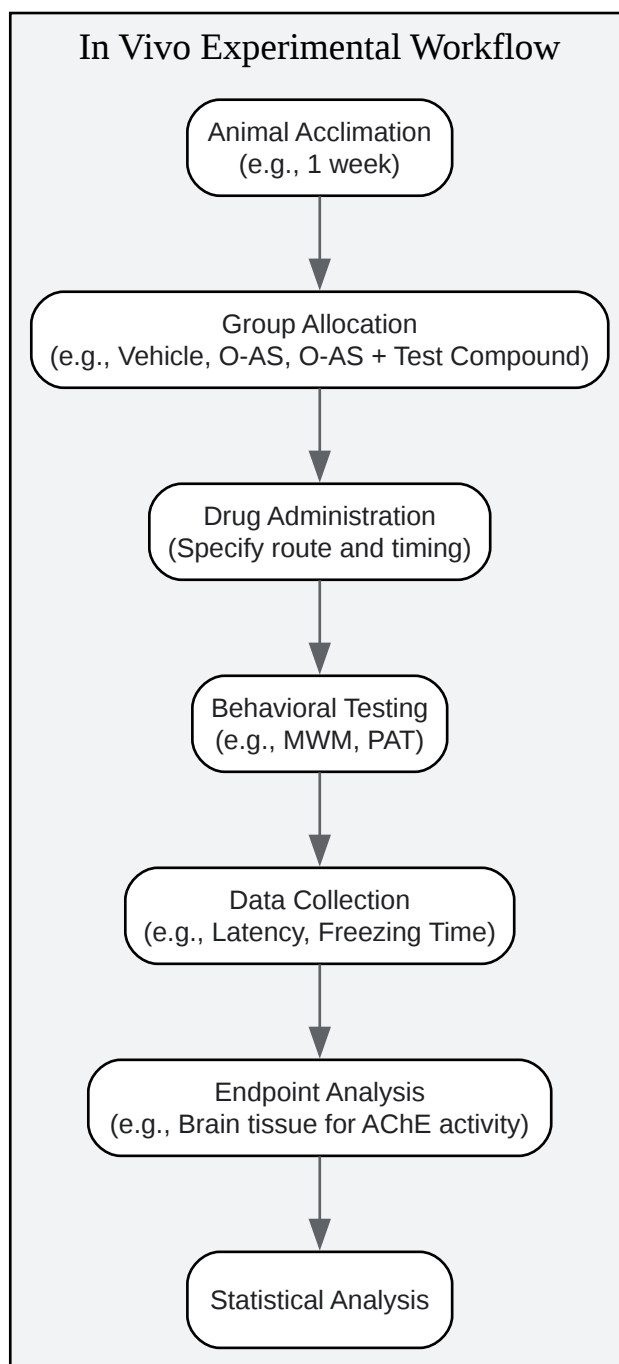 In Vivo Experimental Workflow
Animal Acclimation
(e.g., 1 week)
Group Allocation
(e.g., Vehicle, O-AS, O-AS + Test Compound)
Drug Administration
(Specify route and timing)
Behavioral Testing
(e.g., MWM, PAT)
Data Collection
(e.g., Latency, Freezing Time)
Endpoint Analysis
(e.g., Brain tissue for AChE activity)
Statistical Analysis